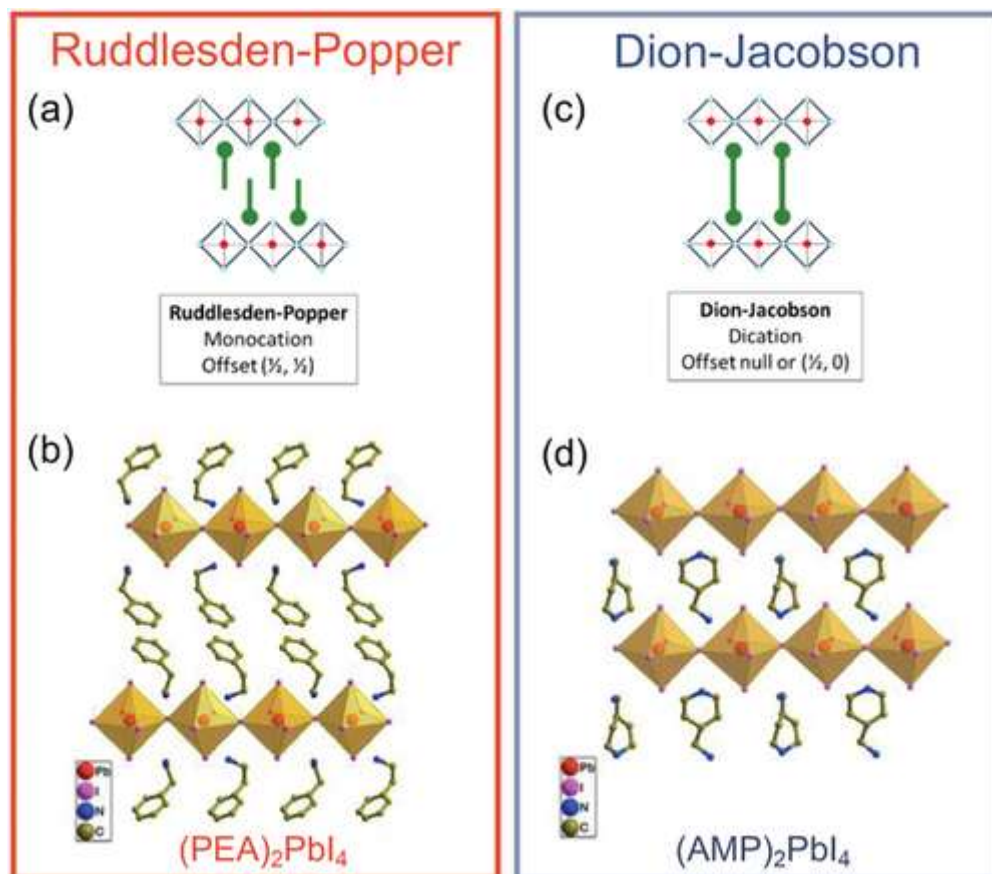 Ruddlesden-Popper
(a)
Ruddlesden-Popper
Monocation
Offset (½, ½)
(b)
Pb
I
N
C
(PEA)₂PbI₄
Dion-Jacobson
(c)
Dion-Jacobson
Dication
Offset null or (½, 0)
(d)
Pb
I
N
C
(AMP)₂PbI₄